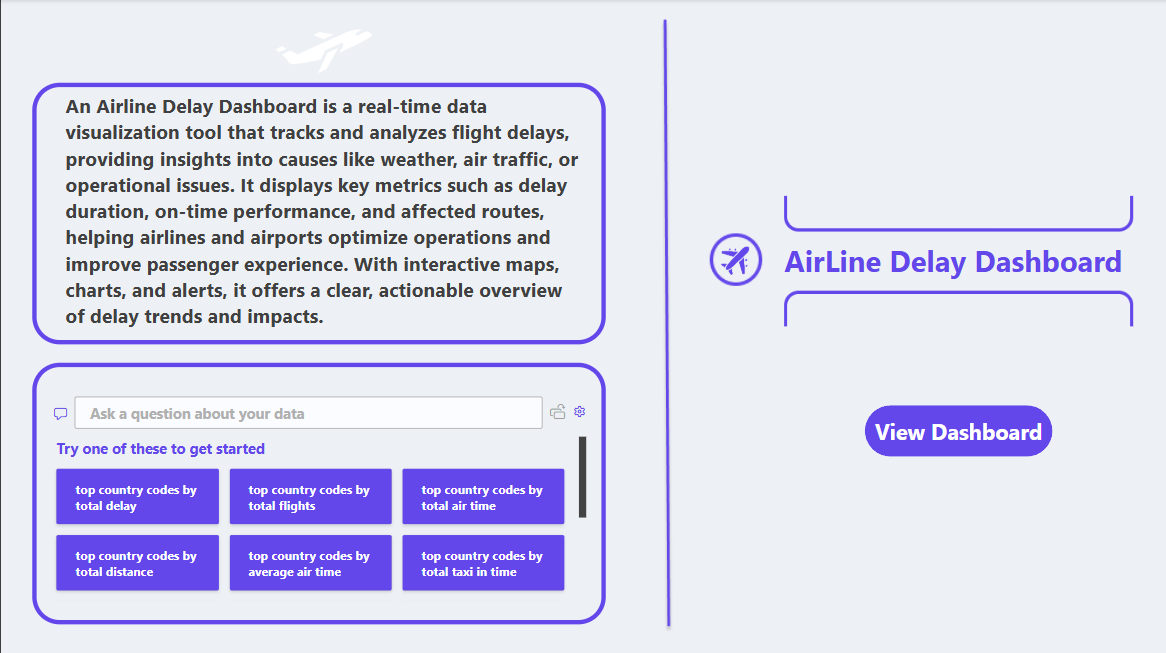 An Airline Delay Dashboard is a real-time data
visualization tool that tracks and analyzes flight delays,
providing insights into causes like weather, air traffic, or
operational issues. It displays key metrics such as delay
duration, on-time performance, and affected routes,
helping airlines and airports optimize operations and
improve passenger experience. With interactive maps,
charts, and alerts, it offers a clear, actionable overview
of delay trends and impacts.
Ask a question about your data
Try one of these to get started
top country codes by
total delay
top country codes by
total flights
top country codes by
total air time
top country codes by
total distance
top country codes by
average air time
top country codes by
total taxi in time
AirLine Delay Dashboard
View Dashboard